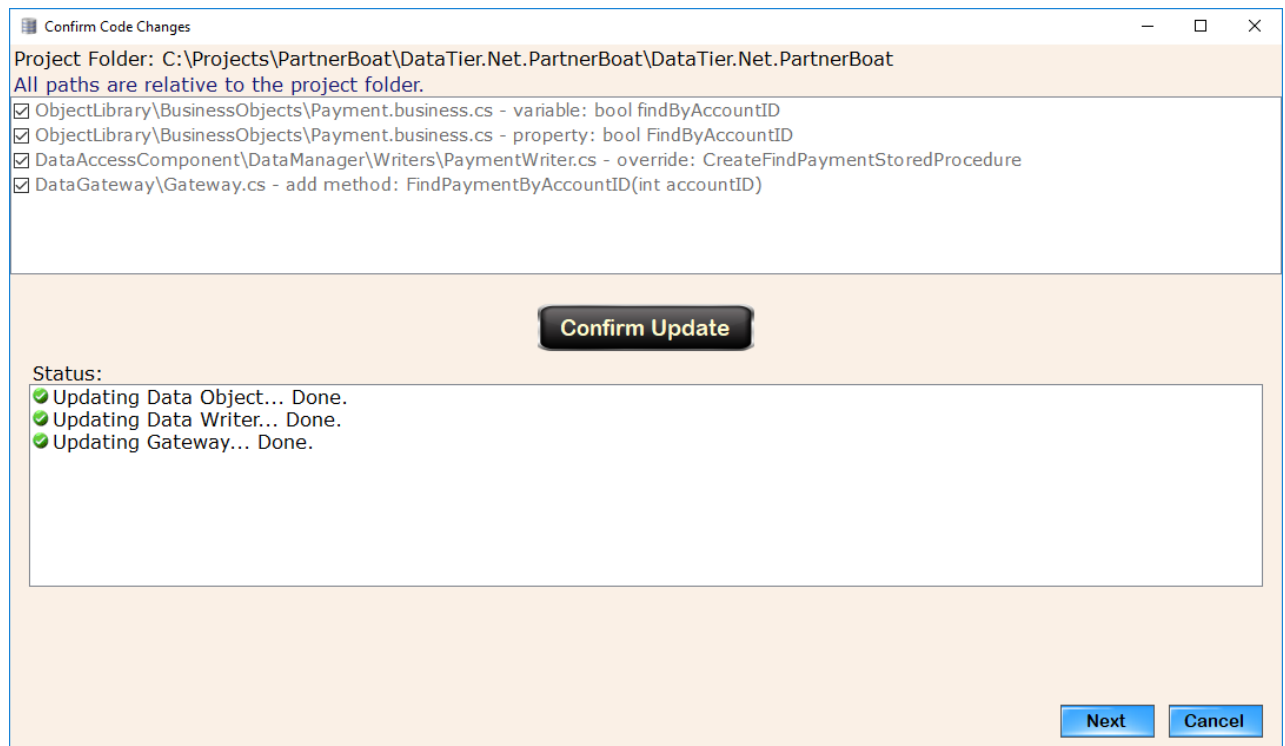 Confirm Code Changes
Project Folder: C:\Projects\PartnerBoat\DataTier.Net.PartnerBoat\DataTier.Net.PartnerBoat
All paths are relative to the project folder.
ObjectLibrary\BusinessObjects\Payment.business.cs - variable: bool findByAccountID
ObjectLibrary\BusinessObjects\Payment.business.cs - property: bool FindByAccountID
DataAccessComponent\DataManager\Writers\PaymentWriter.cs - override: CreateFindPaymentStoredProcedure
DataGateway\Gateway.cs - add method: FindPaymentByAccountID(int accountID)
Confirm Update
Status:
Updating Data Object... Done.
Updating Data Writer... Done.
Updating Gateway... Done.
Next Cancel